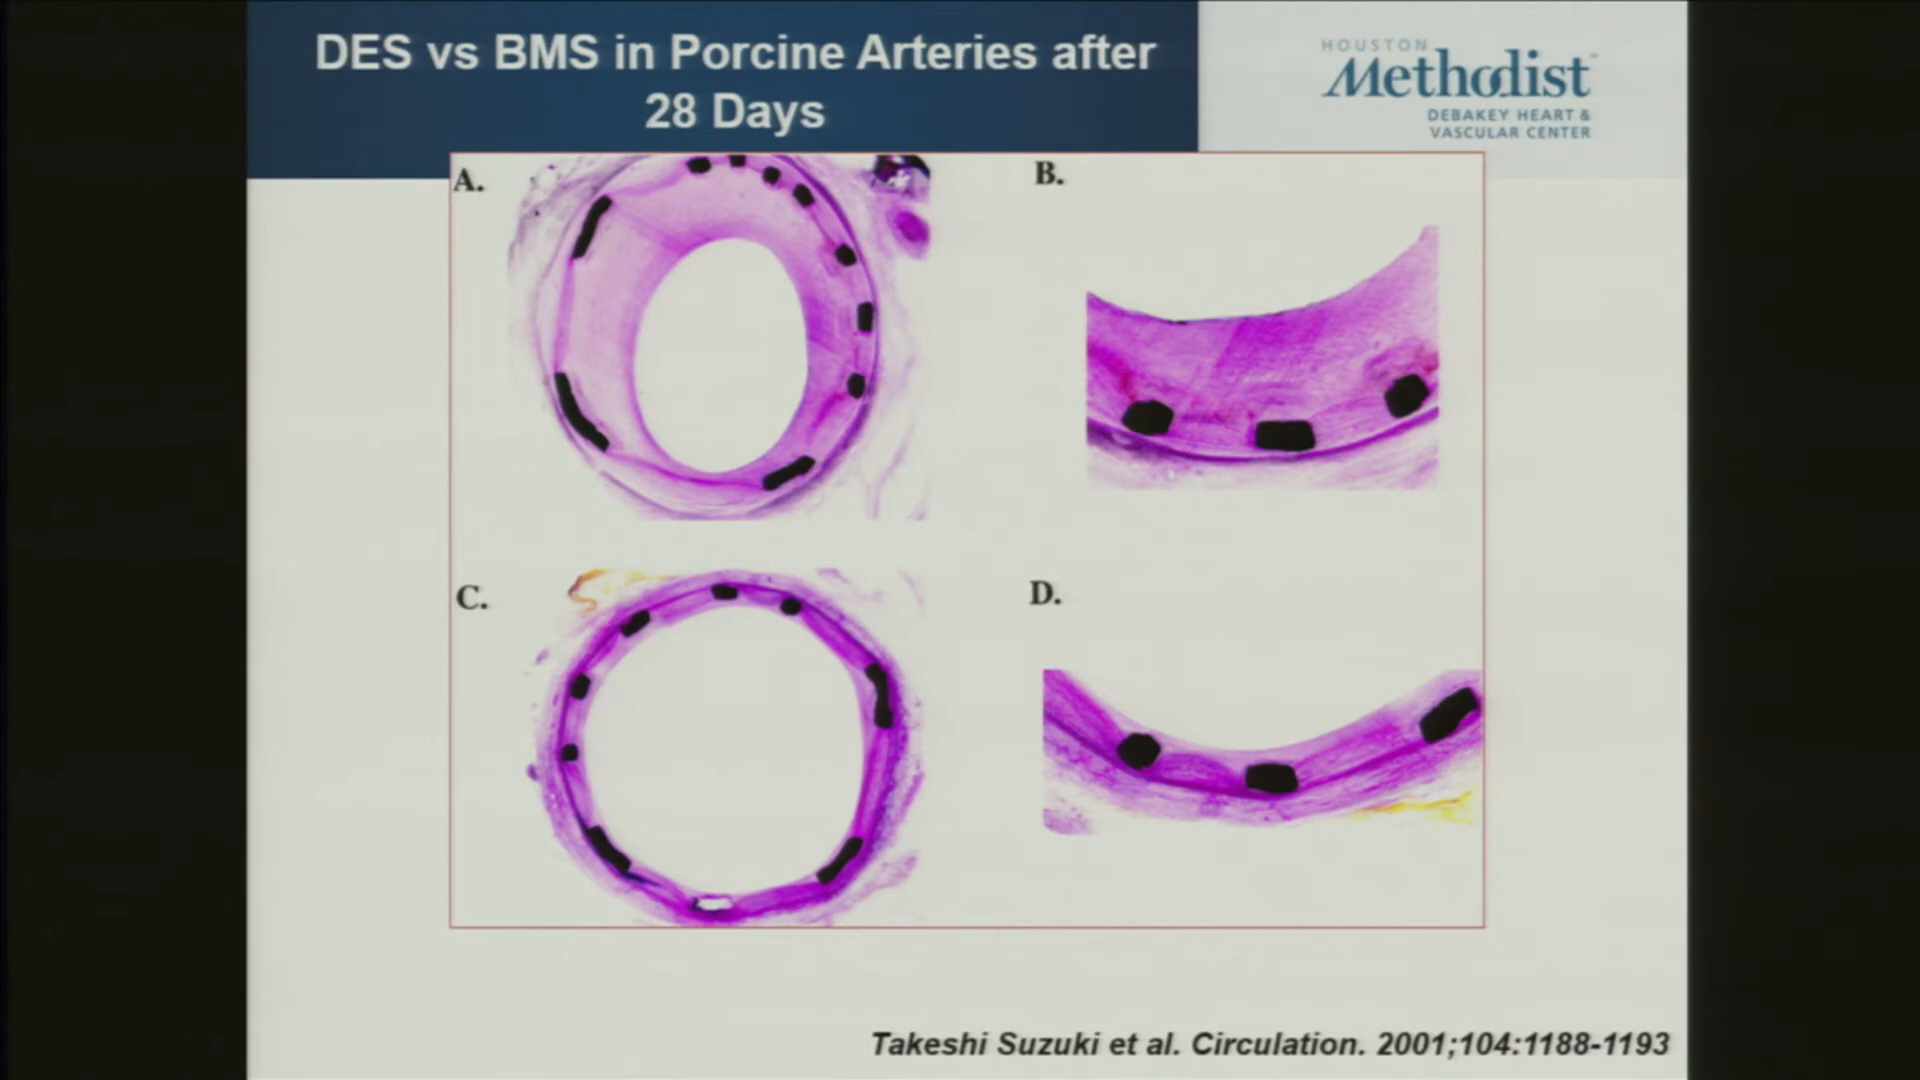 DES vs BMS in Porcine Arteries after
28 Days
HOUSTON
Methodist
DEBAKEY HEART &
VASCULAR CENTER
A.
B.
C.
D.
Takeshi Suzuki et al. Circulation. 2001;104:1188-1193